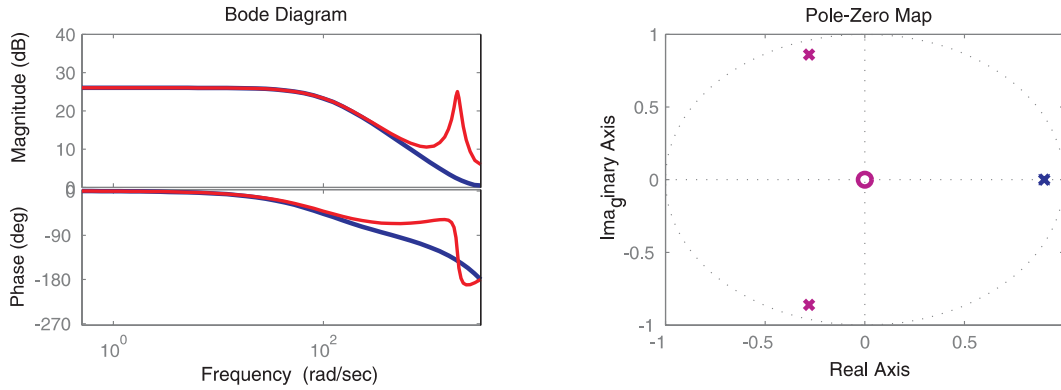 Bode Diagram
Magnitude (dB)
40
30
20
10
0
Phase (deg)
0
-90
-180
-270
10^0
10^2
Frequency (rad/sec)
Pole-Zero Map
Imaginary Axis
1
0.5
0
-0.5
-1
-1
-0.5
0
0.5
Real Axis